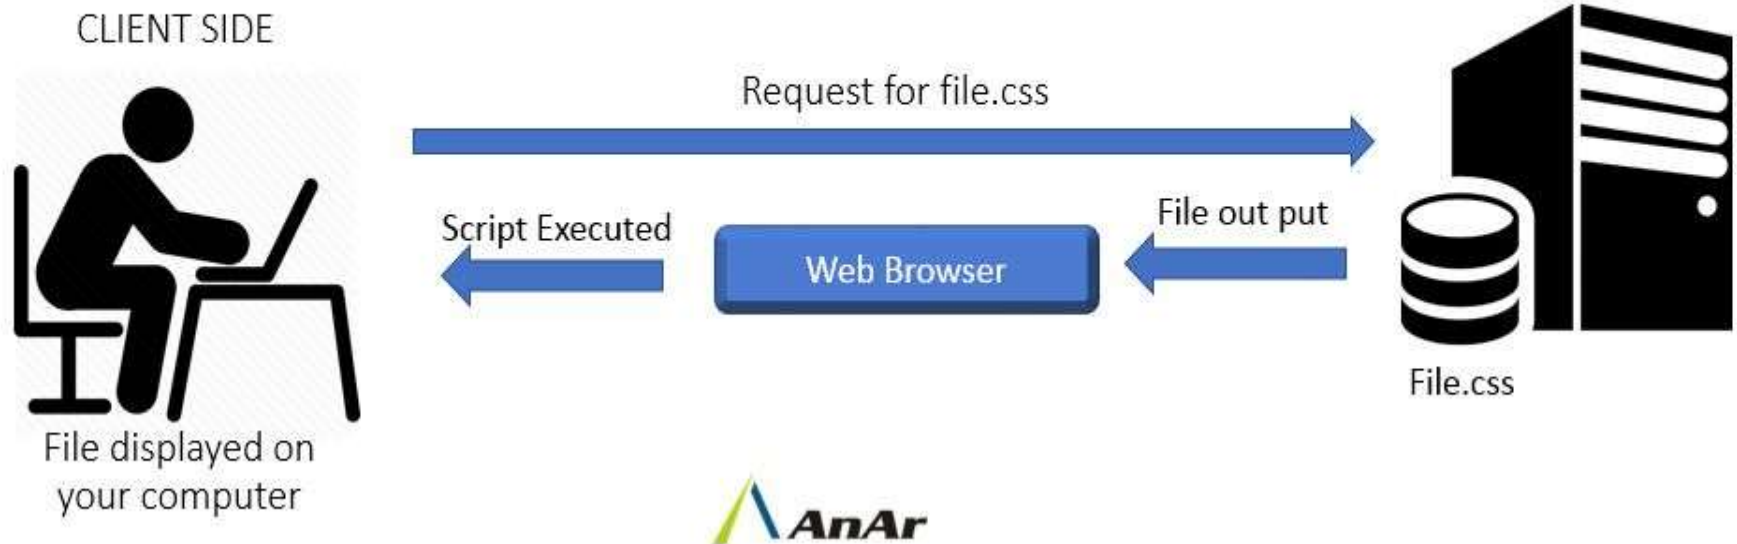 CLIENT SIDE
Request for file.css
Script Executed
Web Browser
File out put
File.css
File displayed on
your computer
AnAr